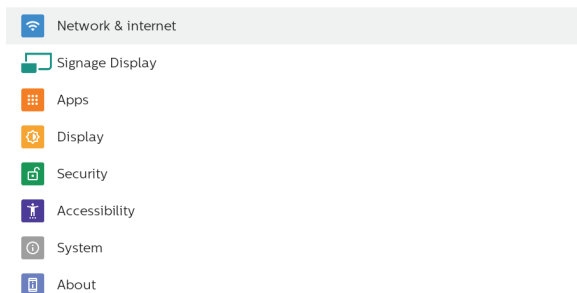 Network & internet
Signage Display
Apps
Display
Security
Accessibility
System
About